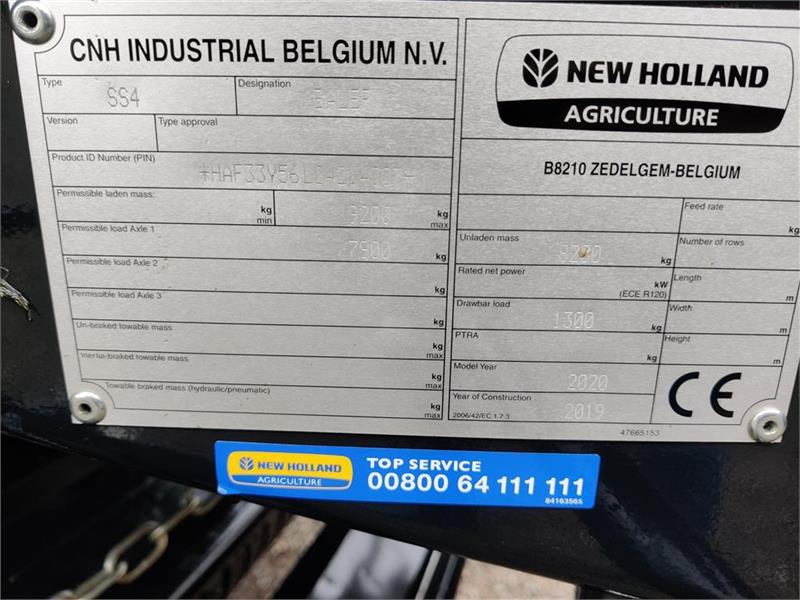 CNH INDUSTRIAL BELGIUM N.V.
Type
SS4
Designation
BALER
Version
Type approval
Product ID Number (PIN)
Permissible laden mass:
kg
min
9200
kg
max
Permissible load Axle 1
7900
kg
Permissible load Axle 2
kg
Permissible load Axle 3
kg
Un-braked towable mass
kg
max
Inertia-braked towable mass
kg
max
Towable braked mass (hydraulic/pneumatic)
kg
max
NEW HOLLAND
AGRICULTURE
B8210 ZEDELGEM-BELGIUM
Feed rate
kg
Unladen mass
8200
kg
Number of rows
Rated net power
kW
(ECE R120)
Length
m
Drawbar load
1300
kg
Width
m
PTRA
kg
Height
m
Model Year
2020
Year of Construction
2006/42/EC 1.7.3
2019
CE
47665153
NEW HOLLAND
AGRICULTURE
TOP SERVICE
00800 64 111 111
84163565